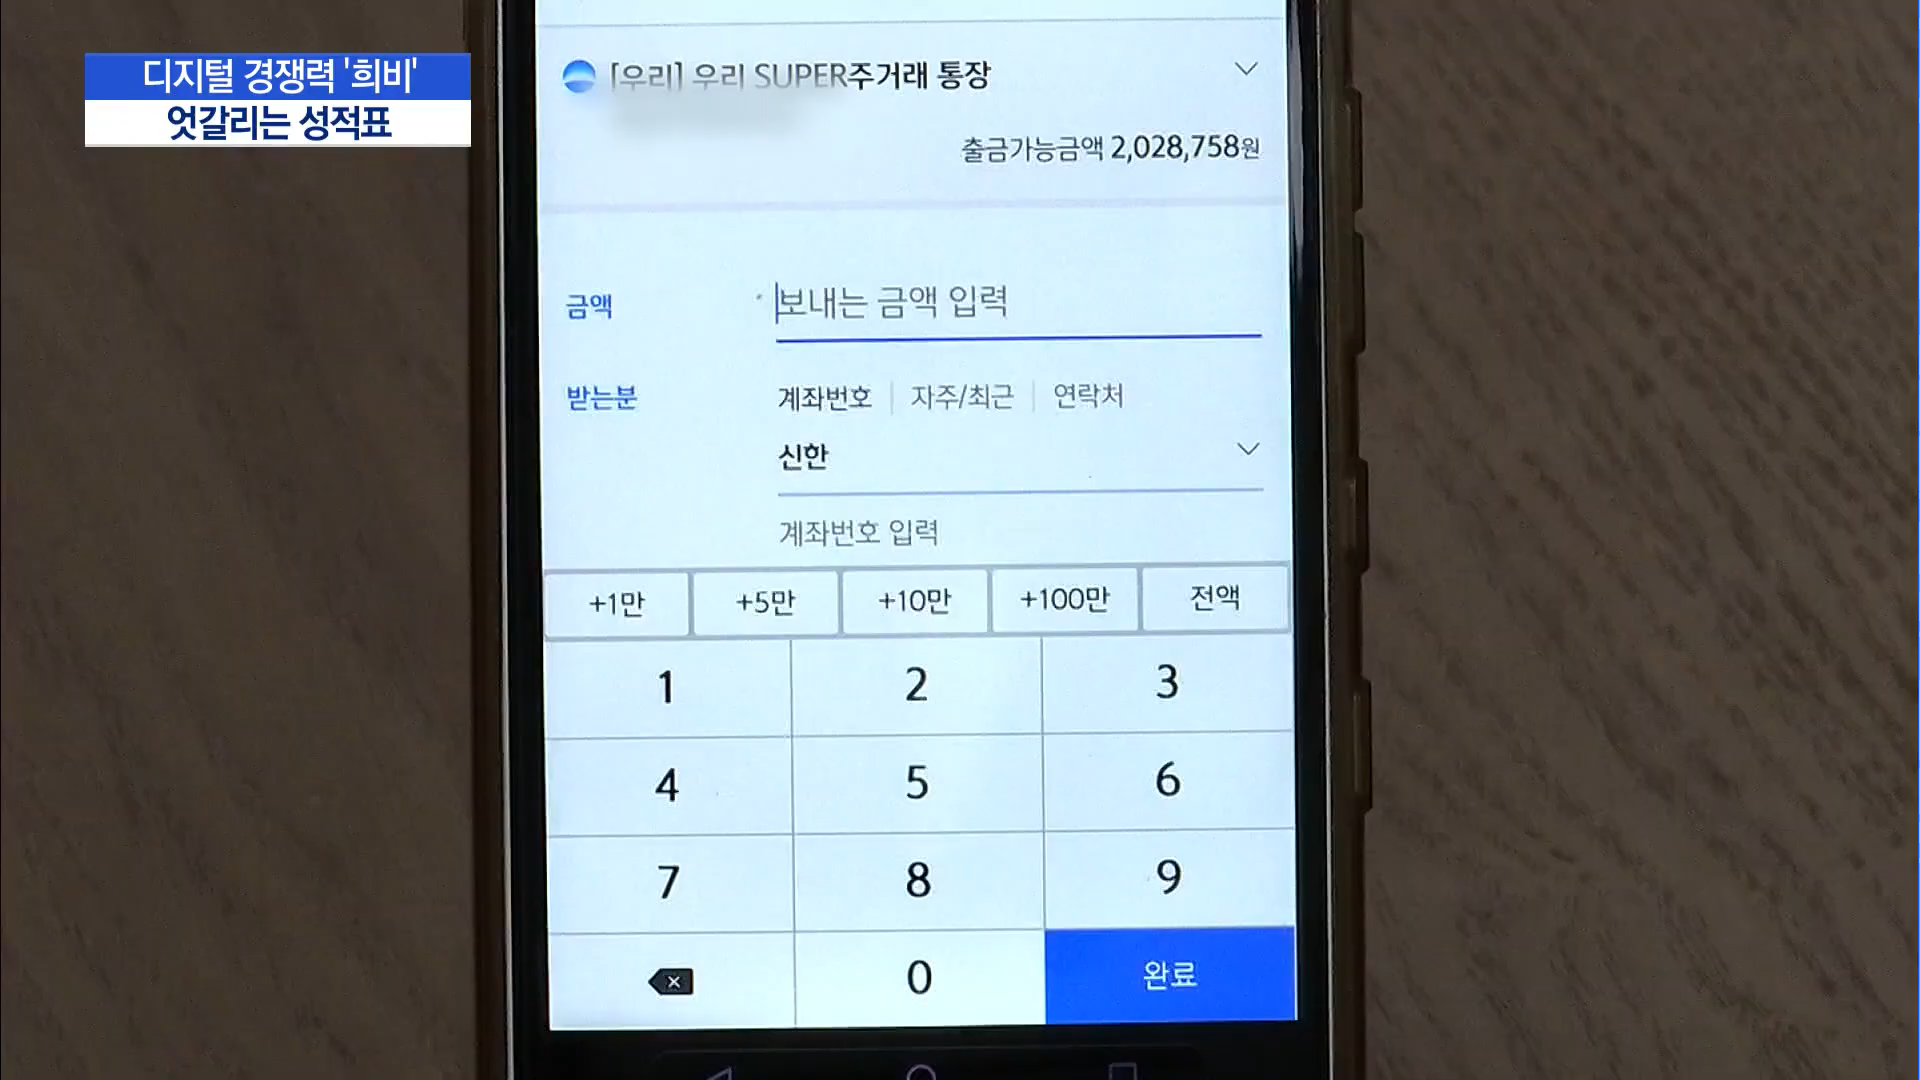 디지털 경쟁력 '희비'
엇갈리는 성적표
[우리] 우리 SUPER주거래 통장
출금가능금액 2,028,758원
금액 보내는 금액 입력
받는분 계좌번호 | 자주/최근 | 연락처
신한
계좌번호 입력
+1만 +5만 +10만 +100만 전액
1 2 3
4 5 6
7 8 9
0 완료